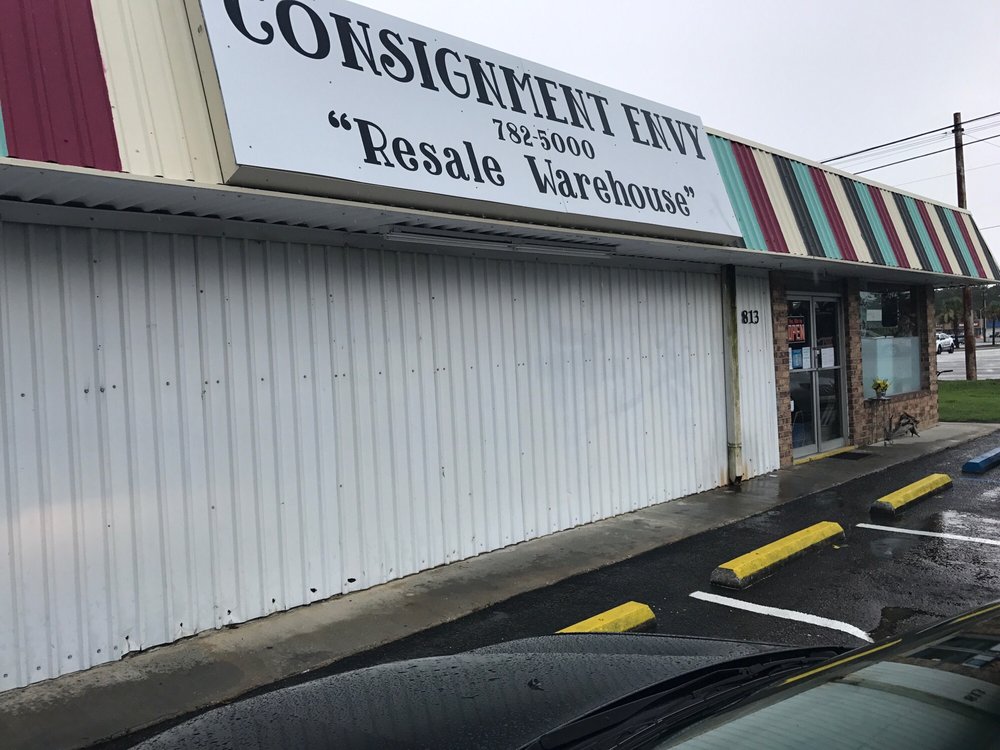 CONSIGNMENT ENVY
782-5000
"Resale Warehouse"
813
OPEN